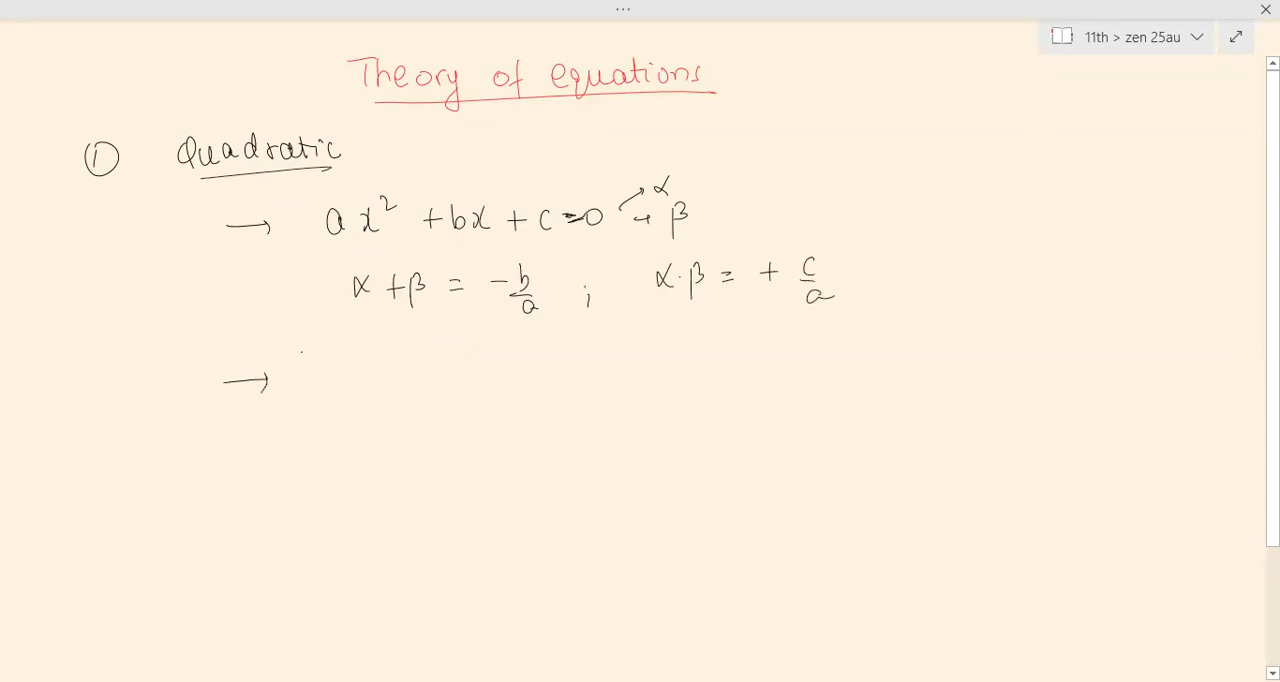 ...
11th > zen 25au
Theory of equations
① Quadratic
→ ax² + bx + c = 0 ↗ α → β
α + β = -b/a ; α·β = + c/a
→